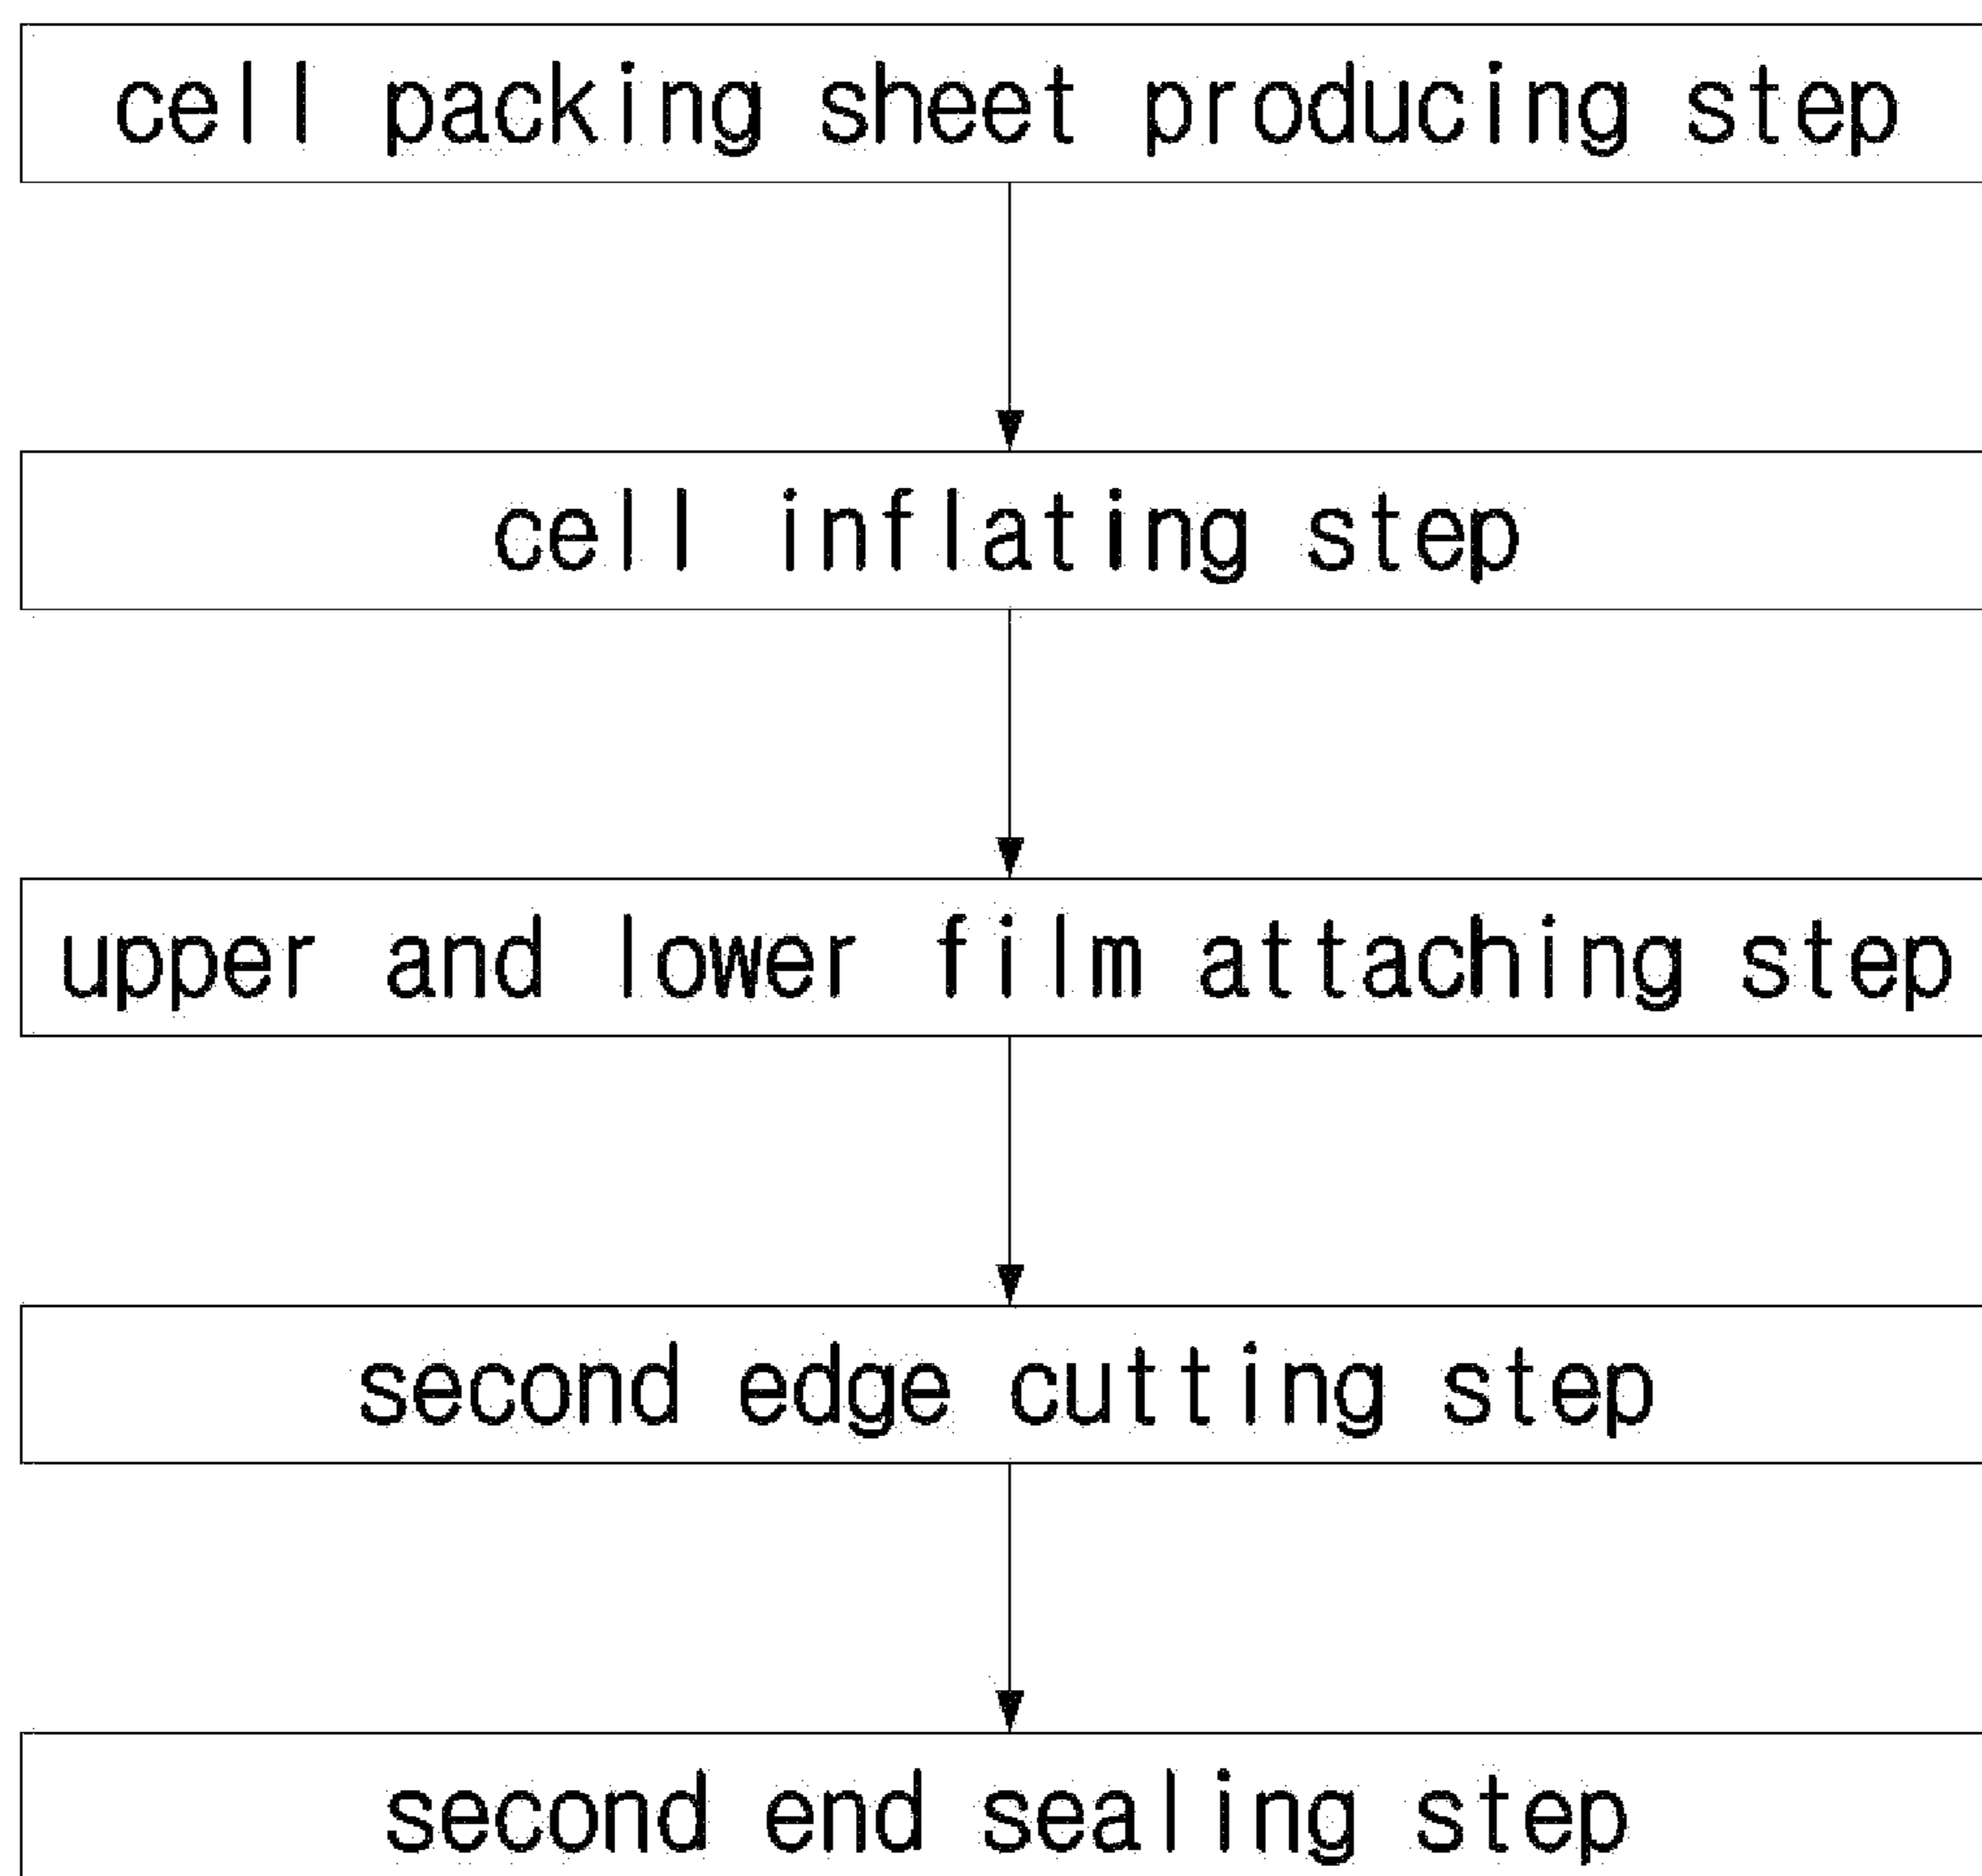 cell packing sheet producing step
cell inflating step
upper and lower film attaching step
second edge cutting step
second end sealing step